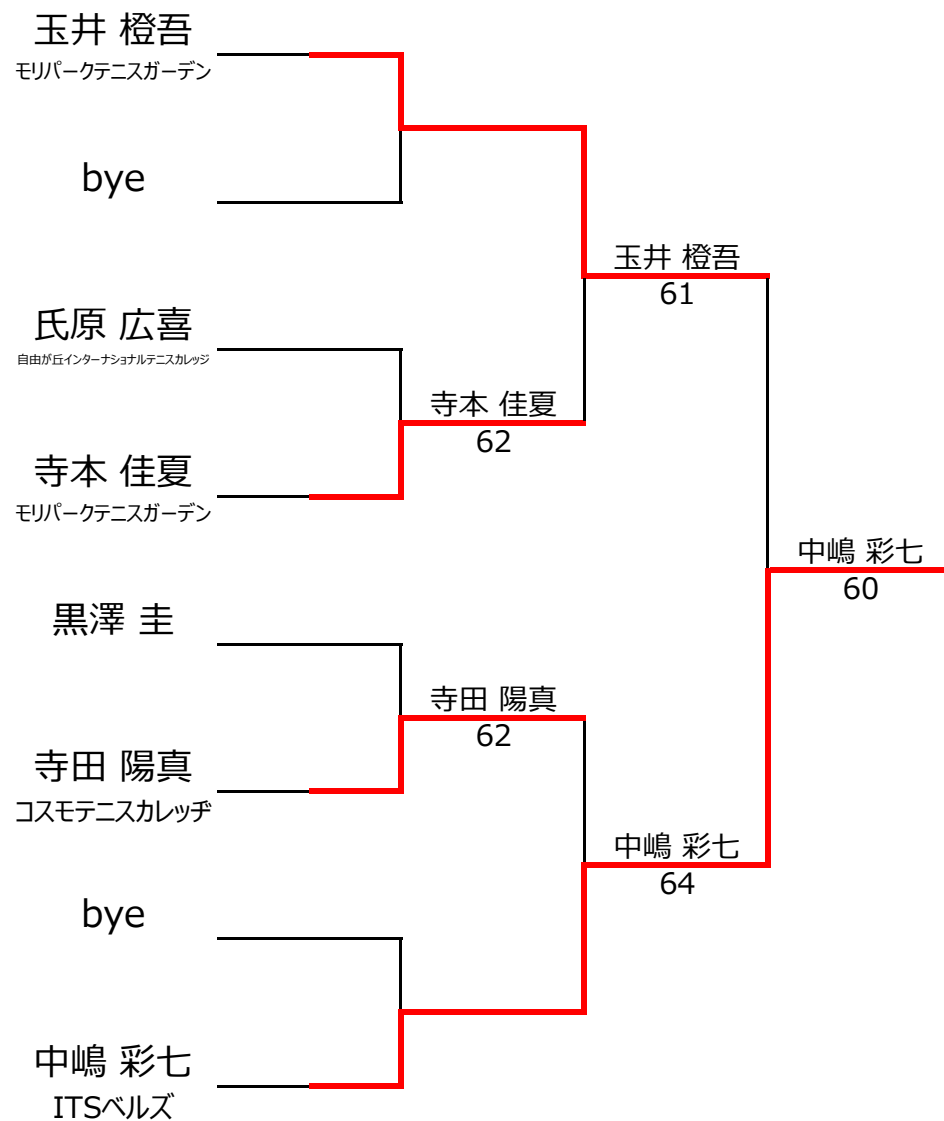 玉井 橙吾
モリパークテニスガーデン
bye
氏原 広喜
自由が丘インターナショナルテニスカレッジ
寺本 佳夏
モリパークテニスガーデン
黒澤 圭
寺田 陽真
コスモテニスカレッヂ
bye
中嶋 彩七
ITSベルズ
寺本 佳夏
62
寺田 陽真
62
玉井 橙吾
61
中嶋 彩七
64
中嶋 彩七
60